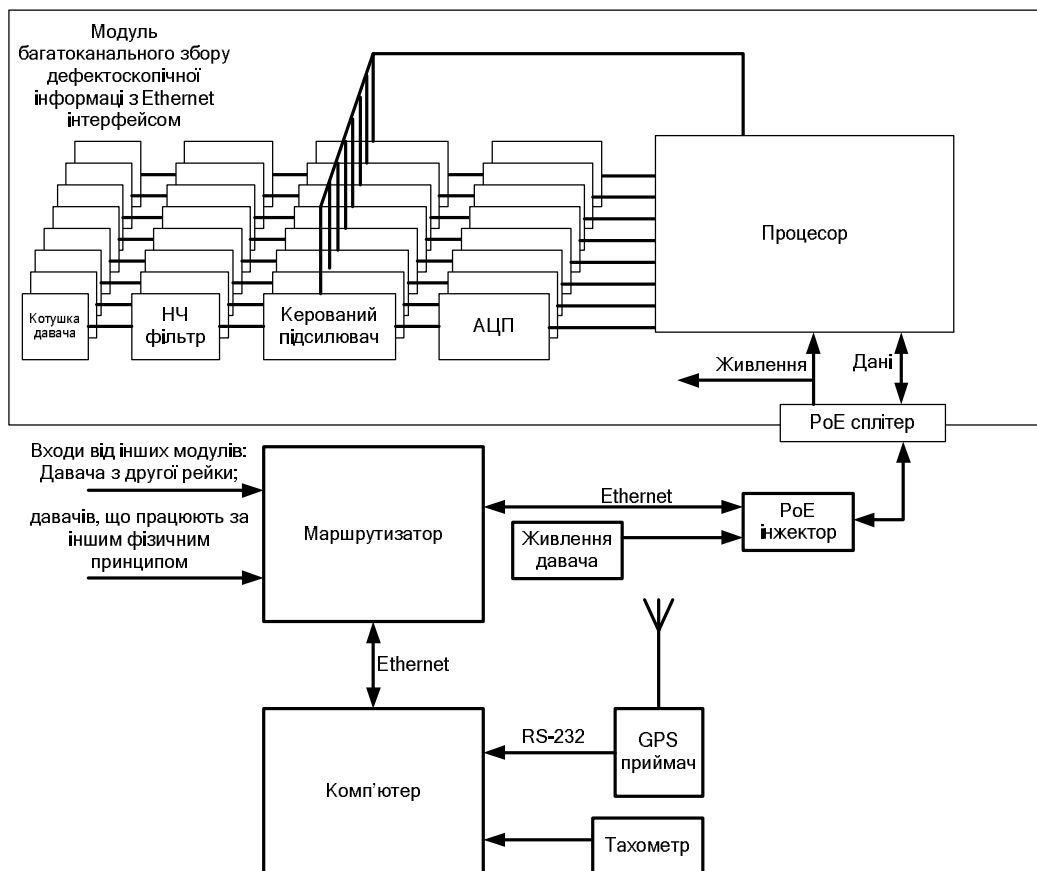 Модуль
багатоканального збору
дефектоскопічної
інформаці з Ethernet
інтерфейсом
Процесор
Котушка
давача
НЧ
фільтр
Керований
підсилювач
АЦП
Живлення
Дані
PoE сплітер
Входи від інших модулів:
Давача з другої рейки;
давачів, що працюють за
іншим фізичним
принципом
Маршрутизатор
Ethernet
PoE
інжектор
Живлення
давача
Ethernet
RS-232
GPS
приймач
Комп’ютер
Тахометр